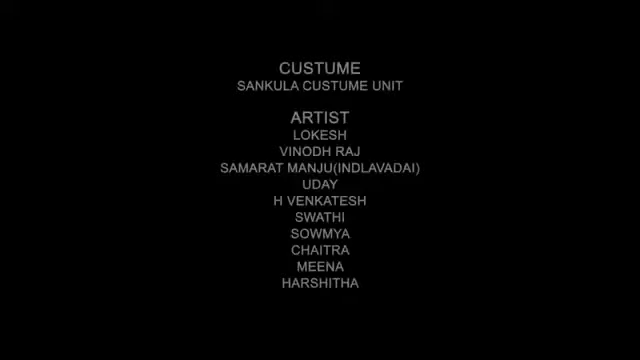 CUSTUME
SANKULA CUSTUME UNIT
ARTIST
LOKESH
VINODH RAJ
SAMARAT MANJU(INDLAVADAI)
UDAY
H VENKATESH
SWATHI
SOWMYA
CHAITRA
MEENA
HARSHITHA